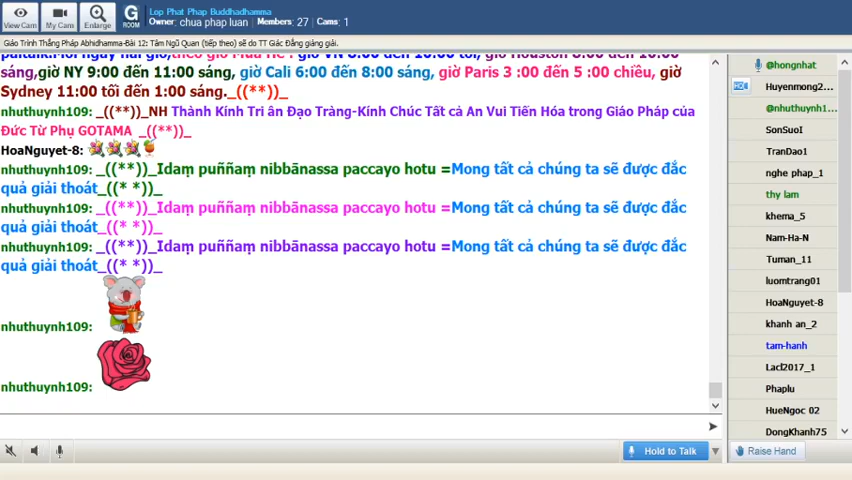 Lop Phat Phap Buddhadhamma
Owner: chua phap luan Members: 27 Cams: 1
View Cam My Cam Enlarge G ROOM
Giáo Trình Thắng Pháp Abhidhamma-Bài 12: Tâm Ngũ Quan (tiếp theo) sẽ do TT Giác Đẳng giảng giải.
sáng,giờ NY 9:00 đến 11:00 sáng, giờ Cali 6:00 đến 8:00 sáng, giờ Paris 3 :00 đến 5 :00 chiều, giờ
Sydney 11:00 tối đến 1:00 sáng._((**))_
nhuthuynh109: _((**))_NH Thành Kính Tri ân Đạo Tràng-Kính Chúc Tất cả An Vui Tiến Hóa trong Giáo Pháp của
Đức Từ Phụ GOTAMA _((**))_
HoaNguyet-8:
nhuthuynh109: _((**))_Idaṃ puññaṃ nibbānassa paccayo hotu =Mong tất cả chúng ta sẽ được đắc
quả giải thoát_((* *))_
nhuthuynh109: _((**))_Idaṃ puññaṃ nibbānassa paccayo hotu =Mong tất cả chúng ta sẽ được đắc
quả giải thoát_((* *))_
nhuthuynh109: _((**))_Idaṃ puññaṃ nibbānassa paccayo hotu =Mong tất cả chúng ta sẽ được đắc
quả giải thoát_((* *))_
nhuthuynh109:
nhuthuynh109:
Hold to Talk
@hongnhat
Huyenmong2...
@nhuthuynh1...
SonSuoI
TranDao1
nghe phap_1
thy lam
khema_5
Nam-Ha-N
Tuman_11
luomtrang01
HoaNguyet-8
khanh an_2
tam-hanh
Lacl2017_1
Phaplu
HueNgoc 02
DongKhanh75
Raise Hand